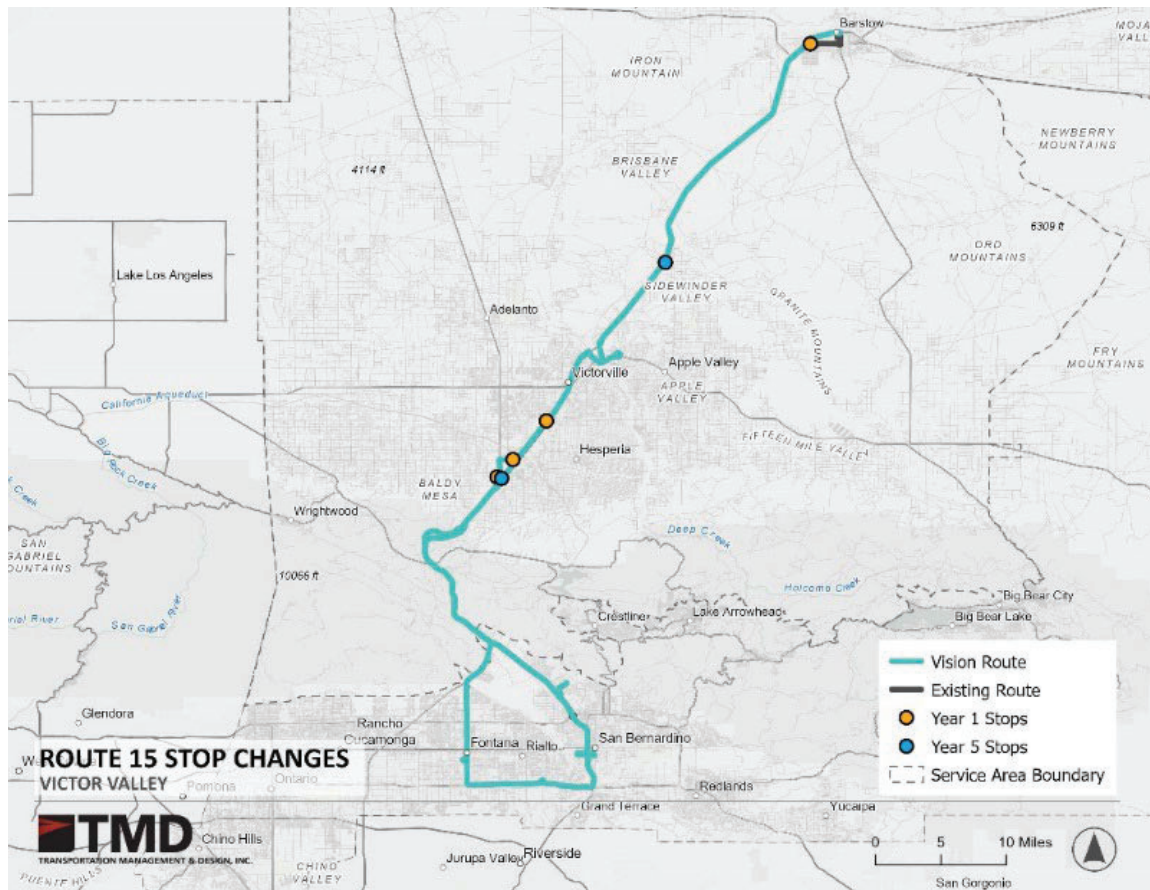 Barstow
MOJA
VALL
IRON
MOUNTAIN
NEWBERRY
MOUNTAINS
BRISBANE
VALLEY
4114 ft
6309 ft
ORD
MOUNTAINS
Lake Los Angeles
SIDEWINDER
VALLEY
GRANITE MOUNTAINS
Adelanto
FRY
MOUNTAINS
Apple Valley
Victorville
APPLE
VALLEY
California Aqueduct
FIFTEEN MILE VALLEY
Big Rock Creek
Hesperia
BALDY
MESA
Creek
Wrightwood
Deep Creek
SAN
GABRIEL
MOUNTAINS
10066 ft
Holcomb Creek
Big Bear City
Crestline
Lake Arrowhead
Big Bear Lake
San Gabriel River
briel River
Vision Route
Existing Route
Year 1 Stops
Year 5 Stops
Service Area Boundary
Glendora
Rancho
Cucamonga
Fontana
Rialto
San Bernardino
ROUTE 15 STOP CHANGES
VICTOR VALLEY
Pomona
Ontario
Redlands
Grand Terrace
Yucaipa
TMD
TRANSPORTATION MANAGEMENT & DESIGN, INC.
Chino Hills
CHINO
VALLEY
Jurupa Valley
Riverside
PUENTE HILLS
0 5 10 Miles
San Gorgonio